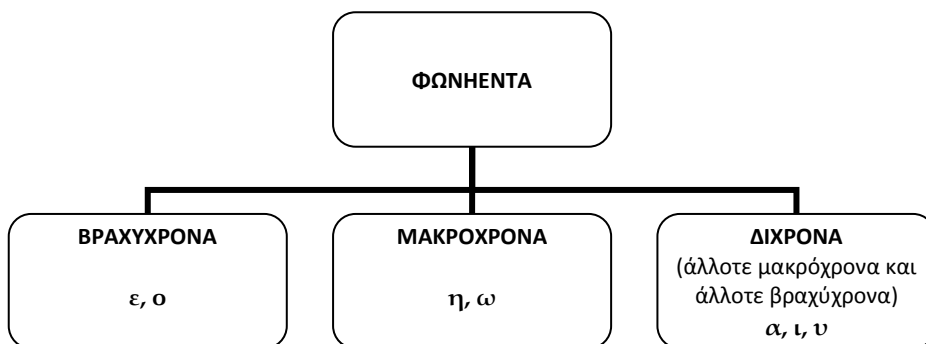 ΦΩΝΗΕΝΤΑ
ΒΡΑΧΥΧΡΟΝΑ
ε, ο
ΜΑΚΡΟΧΡΟΝΑ
η, ω
ΔΙΧΡΟΝΑ
(άλλοτε μακρόχρονα και
άλλοτε βραχύχρονα)
α, ι, υ